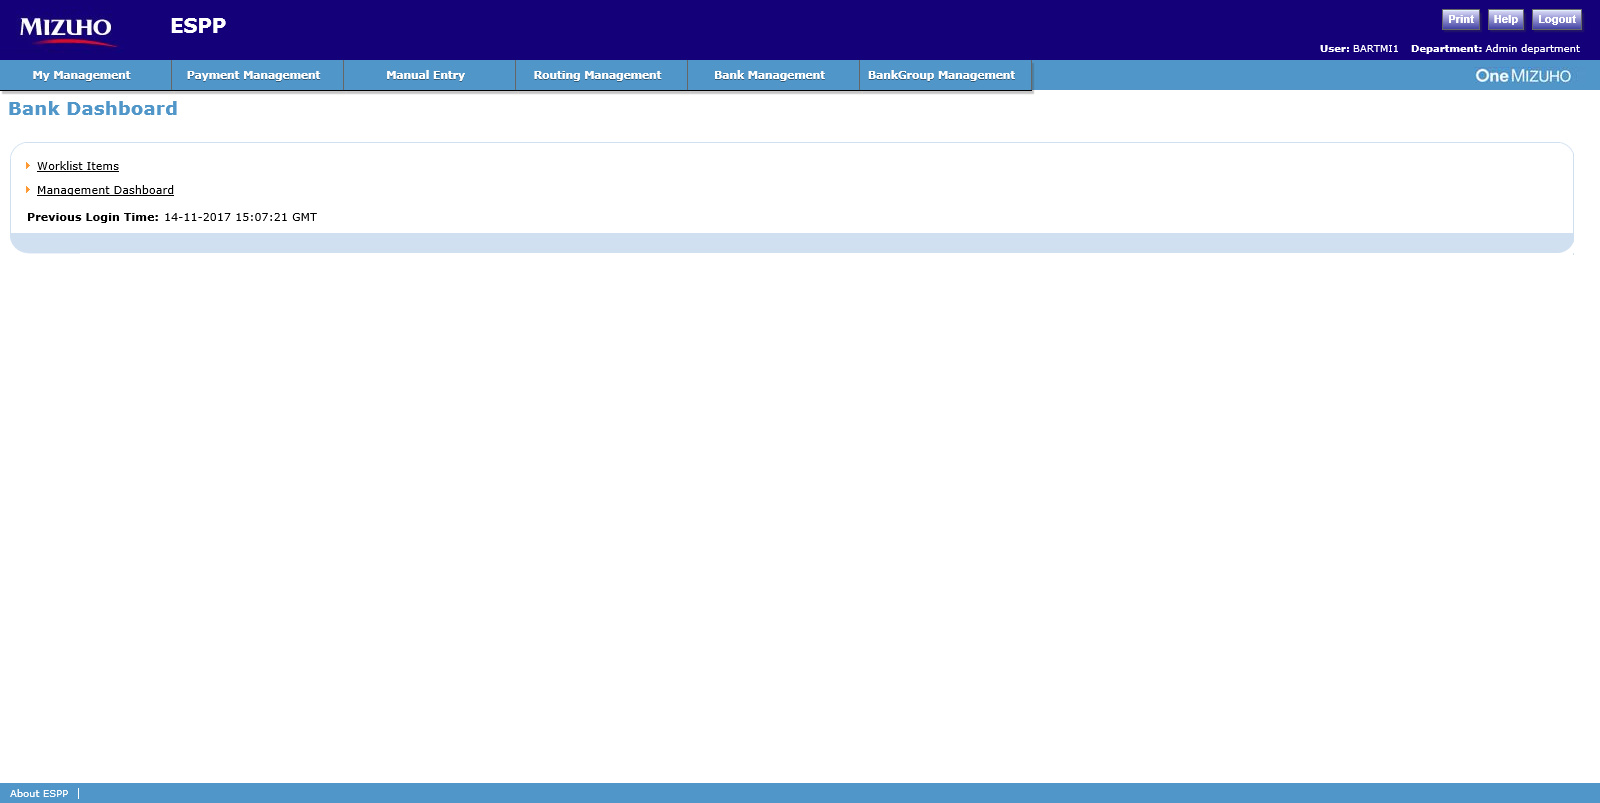 MIZUHO ESPP Print Help Logout
User: BARTMI1 Department: Admin department
My Management Payment Management Manual Entry Routing Management Bank Management BankGroup Management One MIZUHO
Bank Dashboard
Worklist Items
Management Dashboard
Previous Login Time: 14-11-2017 15:07:21 GMT
About ESPP |